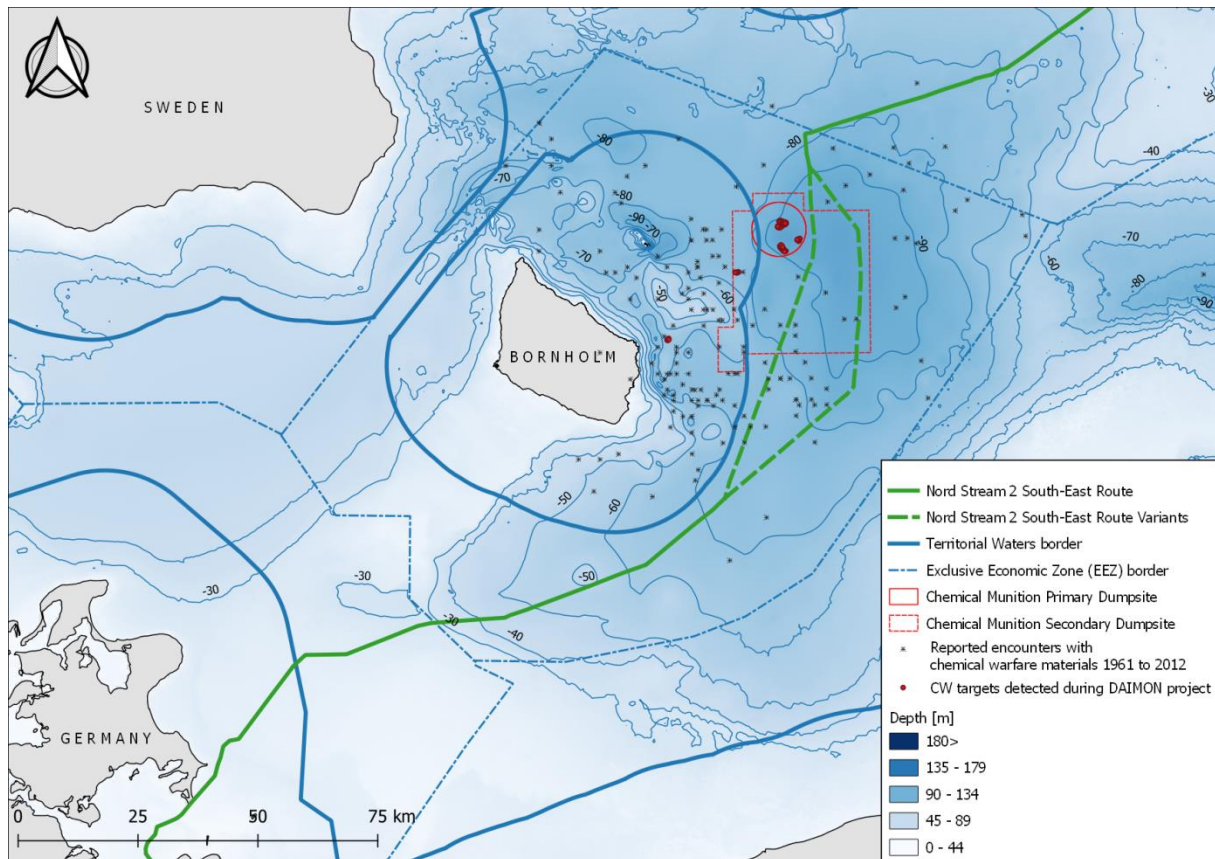 SWEDEN
-80
-70
-80
-90
-70
-70
-50
-60
-80
-90
-40
-30
-70
-60
-80
-90
BORNHOLM
-50
-60
-50
-30
-30
-30
-40
GERMANY
0 25 50 75 km
Nord Stream 2 South-East Route
Nord Stream 2 South-East Route Variants
Territorial Waters border
Exclusive Economic Zone (EEZ) border
Chemical Munition Primary Dumpsite
Chemical Munition Secondary Dumpsite
Reported encounters with
chemical warfare materials 1961 to 2012
CW targets detected during DAIMON project
Depth [m]
180>
135 - 179
90 - 134
45 - 89
0 - 44